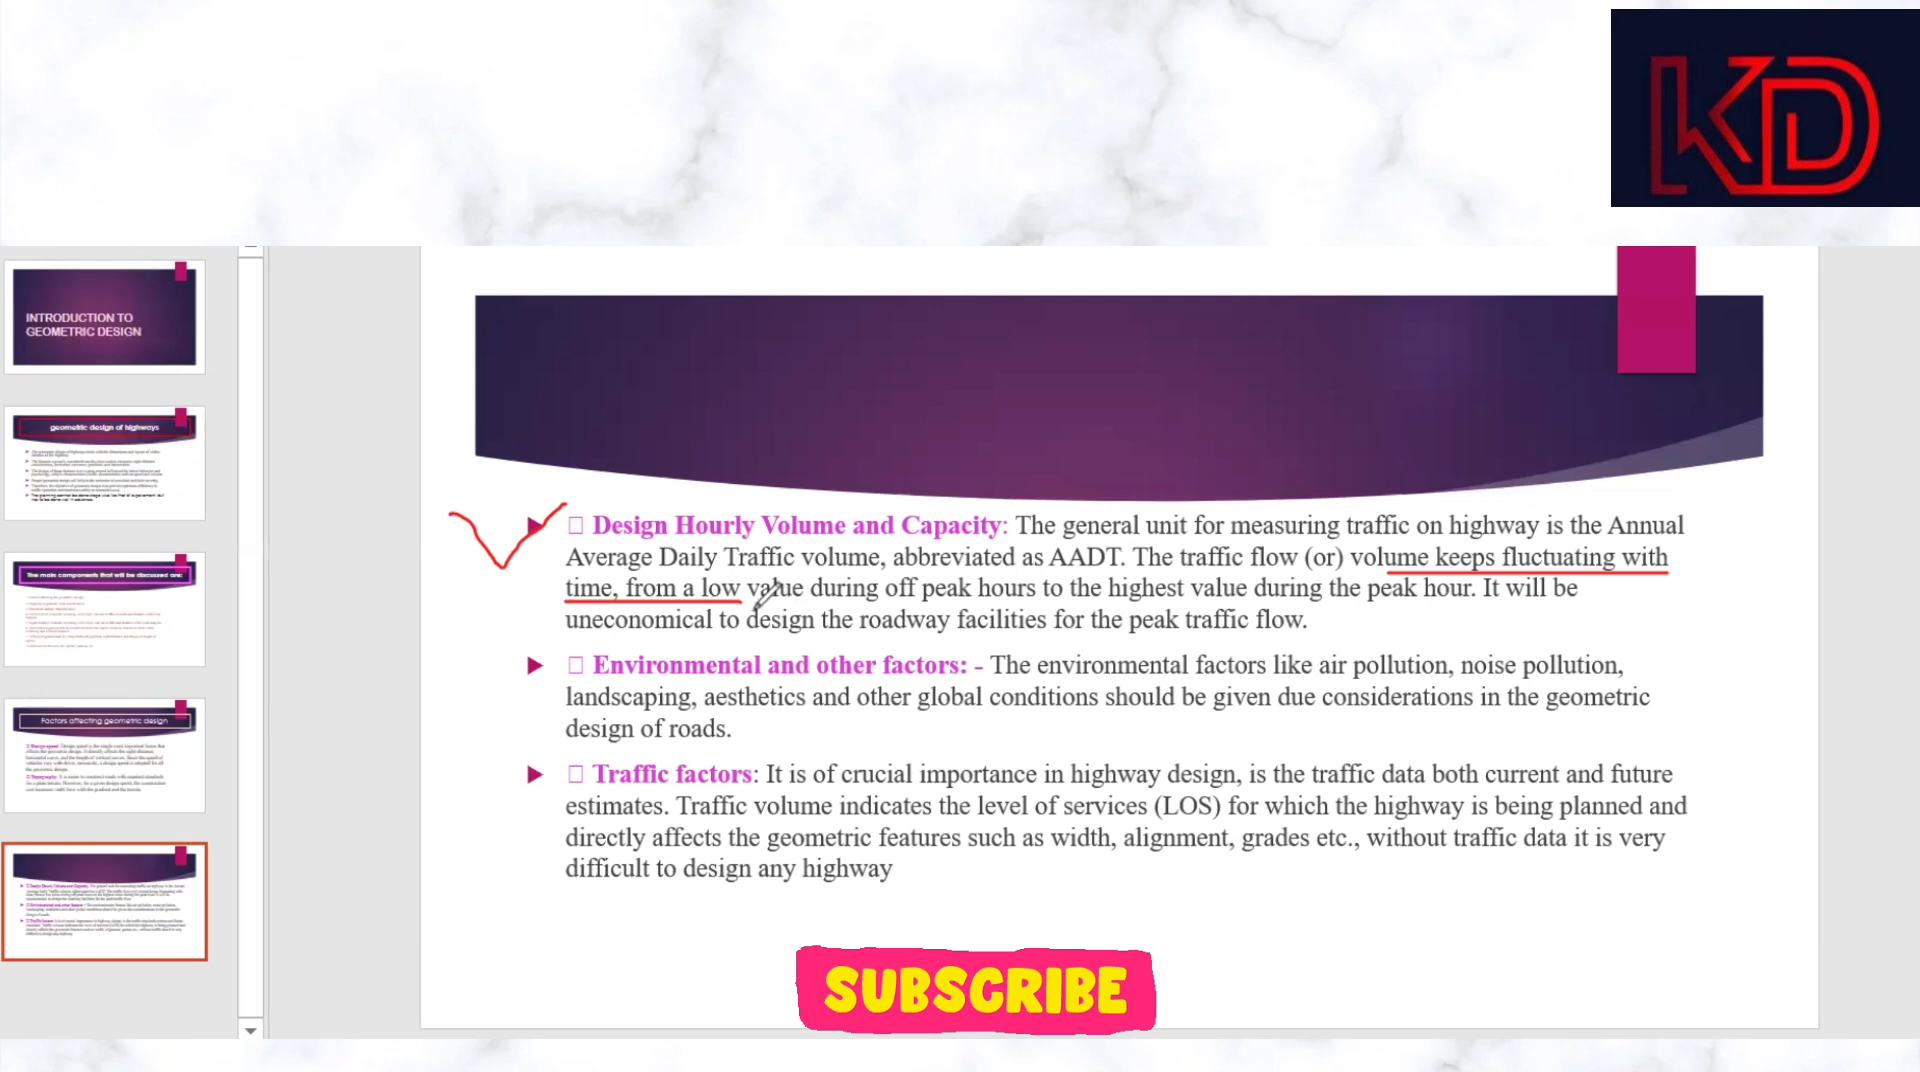 KD
INTRODUCTION TO
GEOMETRIC DESIGN
geometric design of highways
The main components that will be discussed are:
Factors affecting geometric design
Design Hourly Volume and Capacity: The general unit for measuring traffic on highway is the Annual
Average Daily Traffic volume, abbreviated as AADT. The traffic flow (or) volume keeps fluctuating with
time, from a low value during off peak hours to the highest value during the peak hour. It will be
uneconomical to design the roadway facilities for the peak traffic flow.
Environmental and other factors: - The environmental factors like air pollution, noise pollution,
landscaping, aesthetics and other global conditions should be given due considerations in the geometric
design of roads.
Traffic factors: It is of crucial importance in highway design, is the traffic data both current and future
estimates. Traffic volume indicates the level of services (LOS) for which the highway is being planned and
directly affects the geometric features such as width, alignment, grades etc., without traffic data it is very
difficult to design any highway
SUBSCRIBE